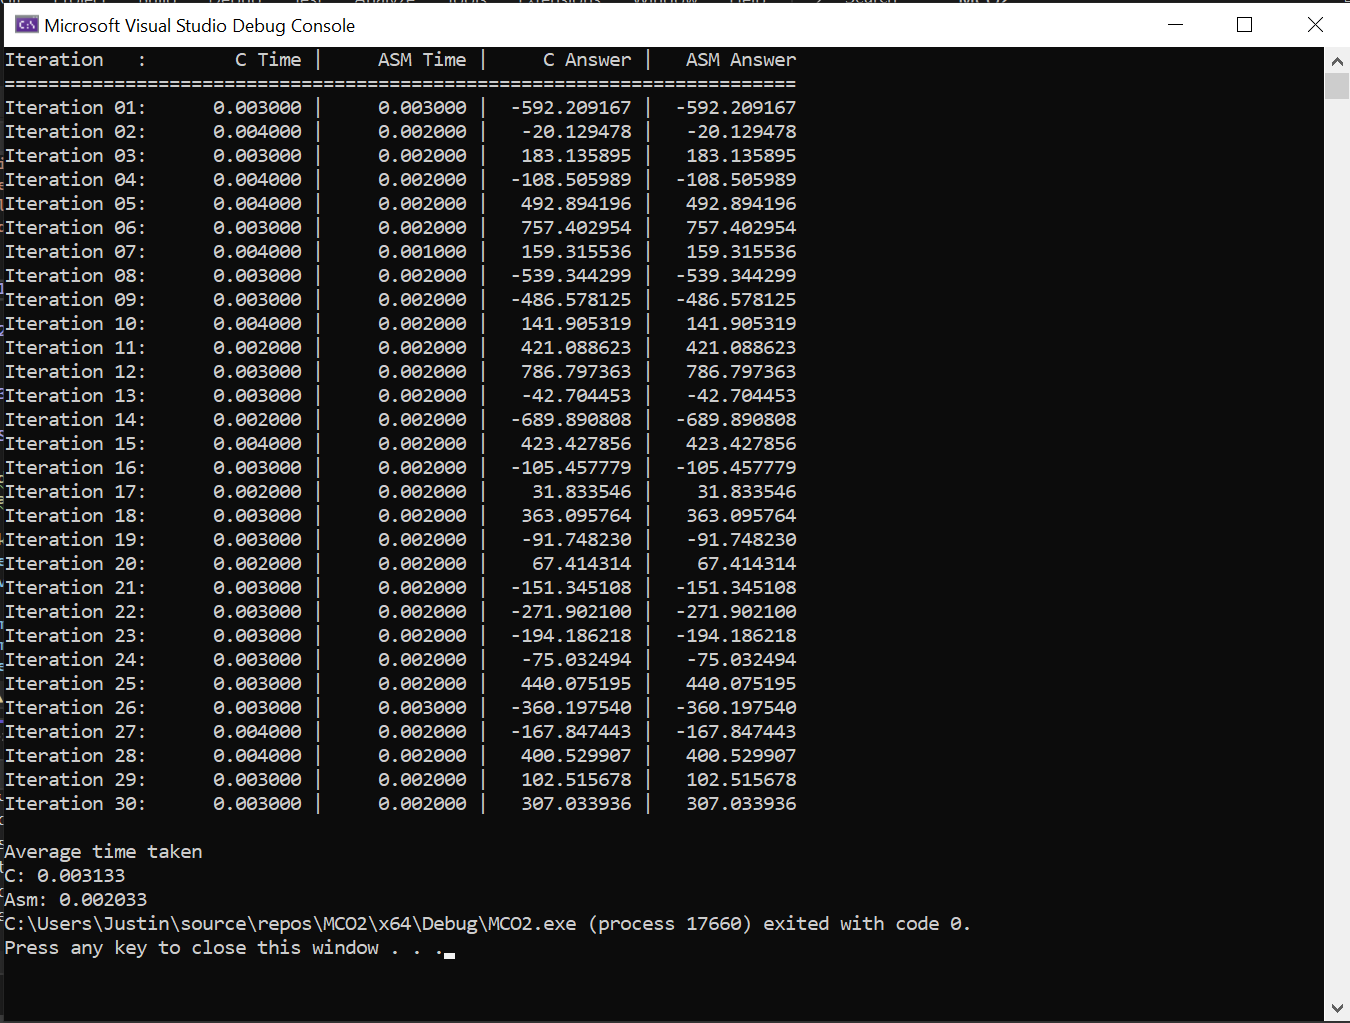 Microsoft Visual Studio Debug Console
Iteration   :        C Time |     ASM Time |     C Answer |   ASM Answer
========================================================================
Iteration 01:      0.003000 |     0.003000 |  -592.209167 |  -592.209167
Iteration 02:      0.004000 |     0.002000 |   -20.129478 |   -20.129478
Iteration 03:      0.003000 |     0.002000 |   183.135895 |   183.135895
Iteration 04:      0.004000 |     0.002000 |  -108.505989 |  -108.505989
Iteration 05:      0.004000 |     0.002000 |   492.894196 |   492.894196
Iteration 06:      0.003000 |     0.002000 |   757.402954 |   757.402954
Iteration 07:      0.004000 |     0.001000 |   159.315536 |   159.315536
Iteration 08:      0.003000 |     0.002000 |  -539.344299 |  -539.344299
Iteration 09:      0.003000 |     0.002000 |  -486.578125 |  -486.578125
Iteration 10:      0.004000 |     0.002000 |   141.905319 |   141.905319
Iteration 11:      0.002000 |     0.002000 |   421.088623 |   421.088623
Iteration 12:      0.003000 |     0.002000 |   786.797363 |   786.797363
Iteration 13:      0.003000 |     0.002000 |   -42.704453 |   -42.704453
Iteration 14:      0.002000 |     0.002000 |  -689.890808 |  -689.890808
Iteration 15:      0.004000 |     0.002000 |   423.427856 |   423.427856
Iteration 16:      0.003000 |     0.002000 |  -105.457779 |  -105.457779
Iteration 17:      0.002000 |     0.002000 |    31.833546 |    31.833546
Iteration 18:      0.003000 |     0.002000 |   363.095764 |   363.095764
Iteration 19:      0.003000 |     0.002000 |   -91.748230 |   -91.748230
Iteration 20:      0.002000 |     0.002000 |    67.414314 |    67.414314
Iteration 21:      0.003000 |     0.002000 |  -151.345108 |  -151.345108
Iteration 22:      0.003000 |     0.002000 |  -271.902100 |  -271.902100
Iteration 23:      0.003000 |     0.002000 |  -194.186218 |  -194.186218
Iteration 24:      0.003000 |     0.002000 |   -75.032494 |   -75.032494
Iteration 25:      0.003000 |     0.002000 |   440.075195 |   440.075195
Iteration 26:      0.003000 |     0.003000 |  -360.197540 |  -360.197540
Iteration 27:      0.004000 |     0.002000 |  -167.847443 |  -167.847443
Iteration 28:      0.004000 |     0.002000 |   400.529907 |   400.529907
Iteration 29:      0.003000 |     0.002000 |   102.515678 |   102.515678
Iteration 30:      0.003000 |     0.002000 |   307.033936 |   307.033936
Average time taken
C: 0.003133
Asm: 0.002033
C:\Users\Justin\source\repos\MCO2\x64\Debug\MCO2.exe (process 17660) exited with code 0.
Press any key to close this window . . .